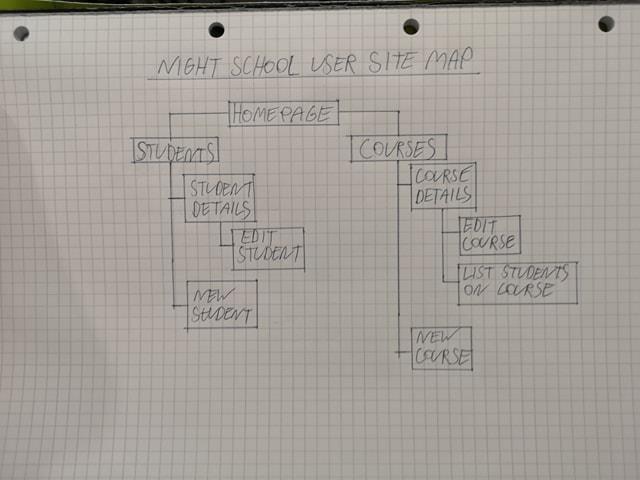 NIGHT SCHOOL USER SITE MAP
HOMEPAGE
STUDENTS
STUDENT
DETAILS
EDIT
STUDENT
NEW
STUDENT
COURSES
COURSE
DETAILS
EDIT
COURSE
LIST STUDENTS
ON COURSE
NEW
COURSE